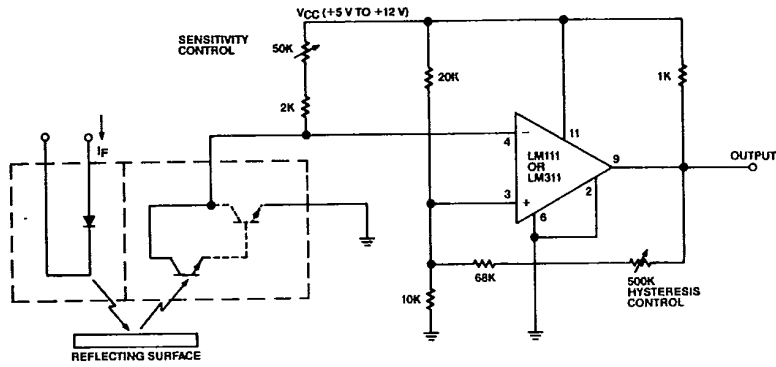 VCC (+5 V TO +12 V)
SENSITIVITY
CONTROL
50K
20K
1K
2K
IF
4
−
11
LM111
OR
LM311
9
OUTPUT
2
3
+
6
68K
500K
HYSTERESIS
CONTROL
10K
REFLECTING SURFACE